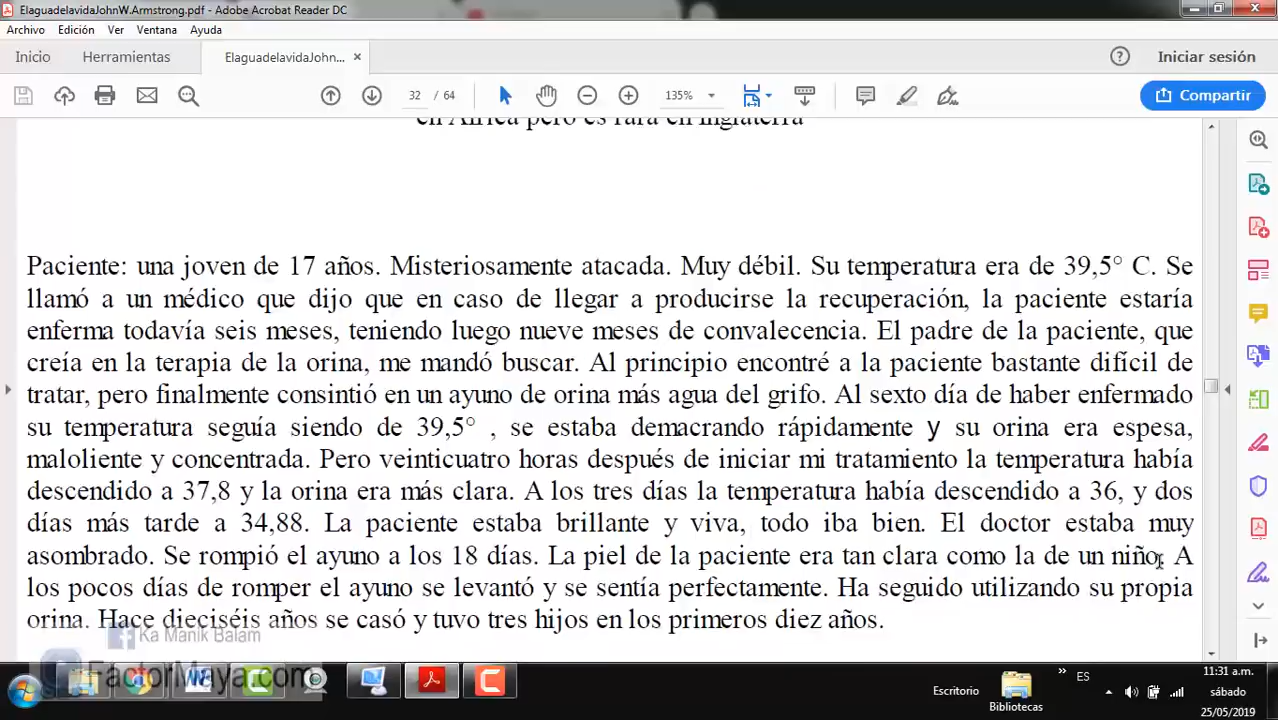 ElaguadelavidaJohnW.Armstrong.pdf - Adobe Acrobat Reader DC
Archivo Edición Ver Ventana Ayuda
Inicio Herramientas ElaguadelavidaJohn... × Iniciar sesión
32 / 64 135% Compartir
en África pero es rara en Inglaterra
Paciente: una joven de 17 años. Misteriosamente atacada. Muy débil. Su temperatura era de 39,5° C. Se
llamó a un médico que dijo que en caso de llegar a producirse la recuperación, la paciente estaría
enferma todavía seis meses, teniendo luego nueve meses de convalecencia. El padre de la paciente, que
creía en la terapia de la orina, me mandó buscar. Al principio encontré a la paciente bastante difícil de
tratar, pero finalmente consintió en un ayuno de orina más agua del grifo. Al sexto día de haber enfermado
su temperatura seguía siendo de 39,5° , se estaba demacrando rápidamente y su orina era espesa,
maloliente y concentrada. Pero veinticuatro horas después de iniciar mi tratamiento la temperatura había
descendido a 37,8 y la orina era más clara. A los tres días la temperatura había descendido a 36, y dos
días más tarde a 34,88. La paciente estaba brillante y viva, todo iba bien. El doctor estaba muy
asombrado. Se rompió el ayuno a los 18 días. La piel de la paciente era tan clara como la de un niño. A
los pocos días de romper el ayuno se levantó y se sentía perfectamente. Ha seguido utilizando su propia
orina. Hace dieciséis años se casó y tuvo tres hijos en los primeros diez años.
Ka Manik Balam
FactorMaya.com
Escritorio Bibliotecas » ES
11:31 a.m.
sábado
25/05/2019